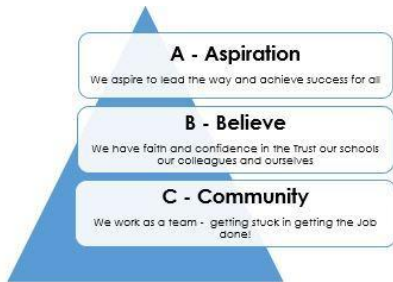 A - Aspiration
We aspire to lead the way and achieve success for all
B - Believe
We have faith and confidence in the Trust our schools
our colleagues and ourselves
C - Community
We work as a team - getting stuck in getting the Job
done!